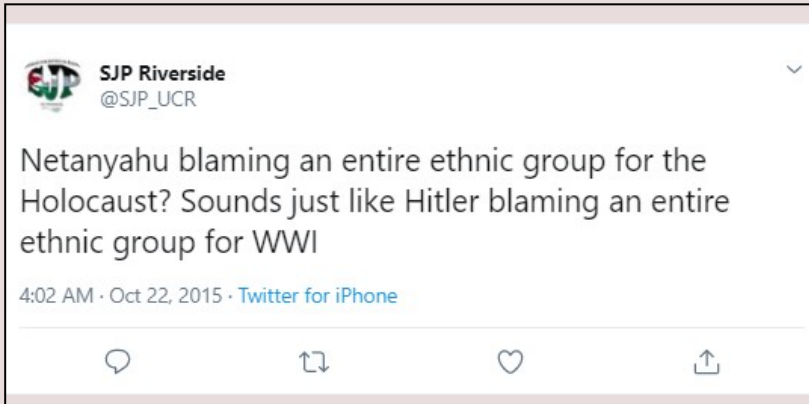 SJP
SJP Riverside
@SJP_UCR
Netanyahu blaming an entire ethnic group for the
Holocaust? Sounds just like Hitler blaming an entire
ethnic group for WWI
4:02 AM · Oct 22, 2015 · Twitter for iPhone